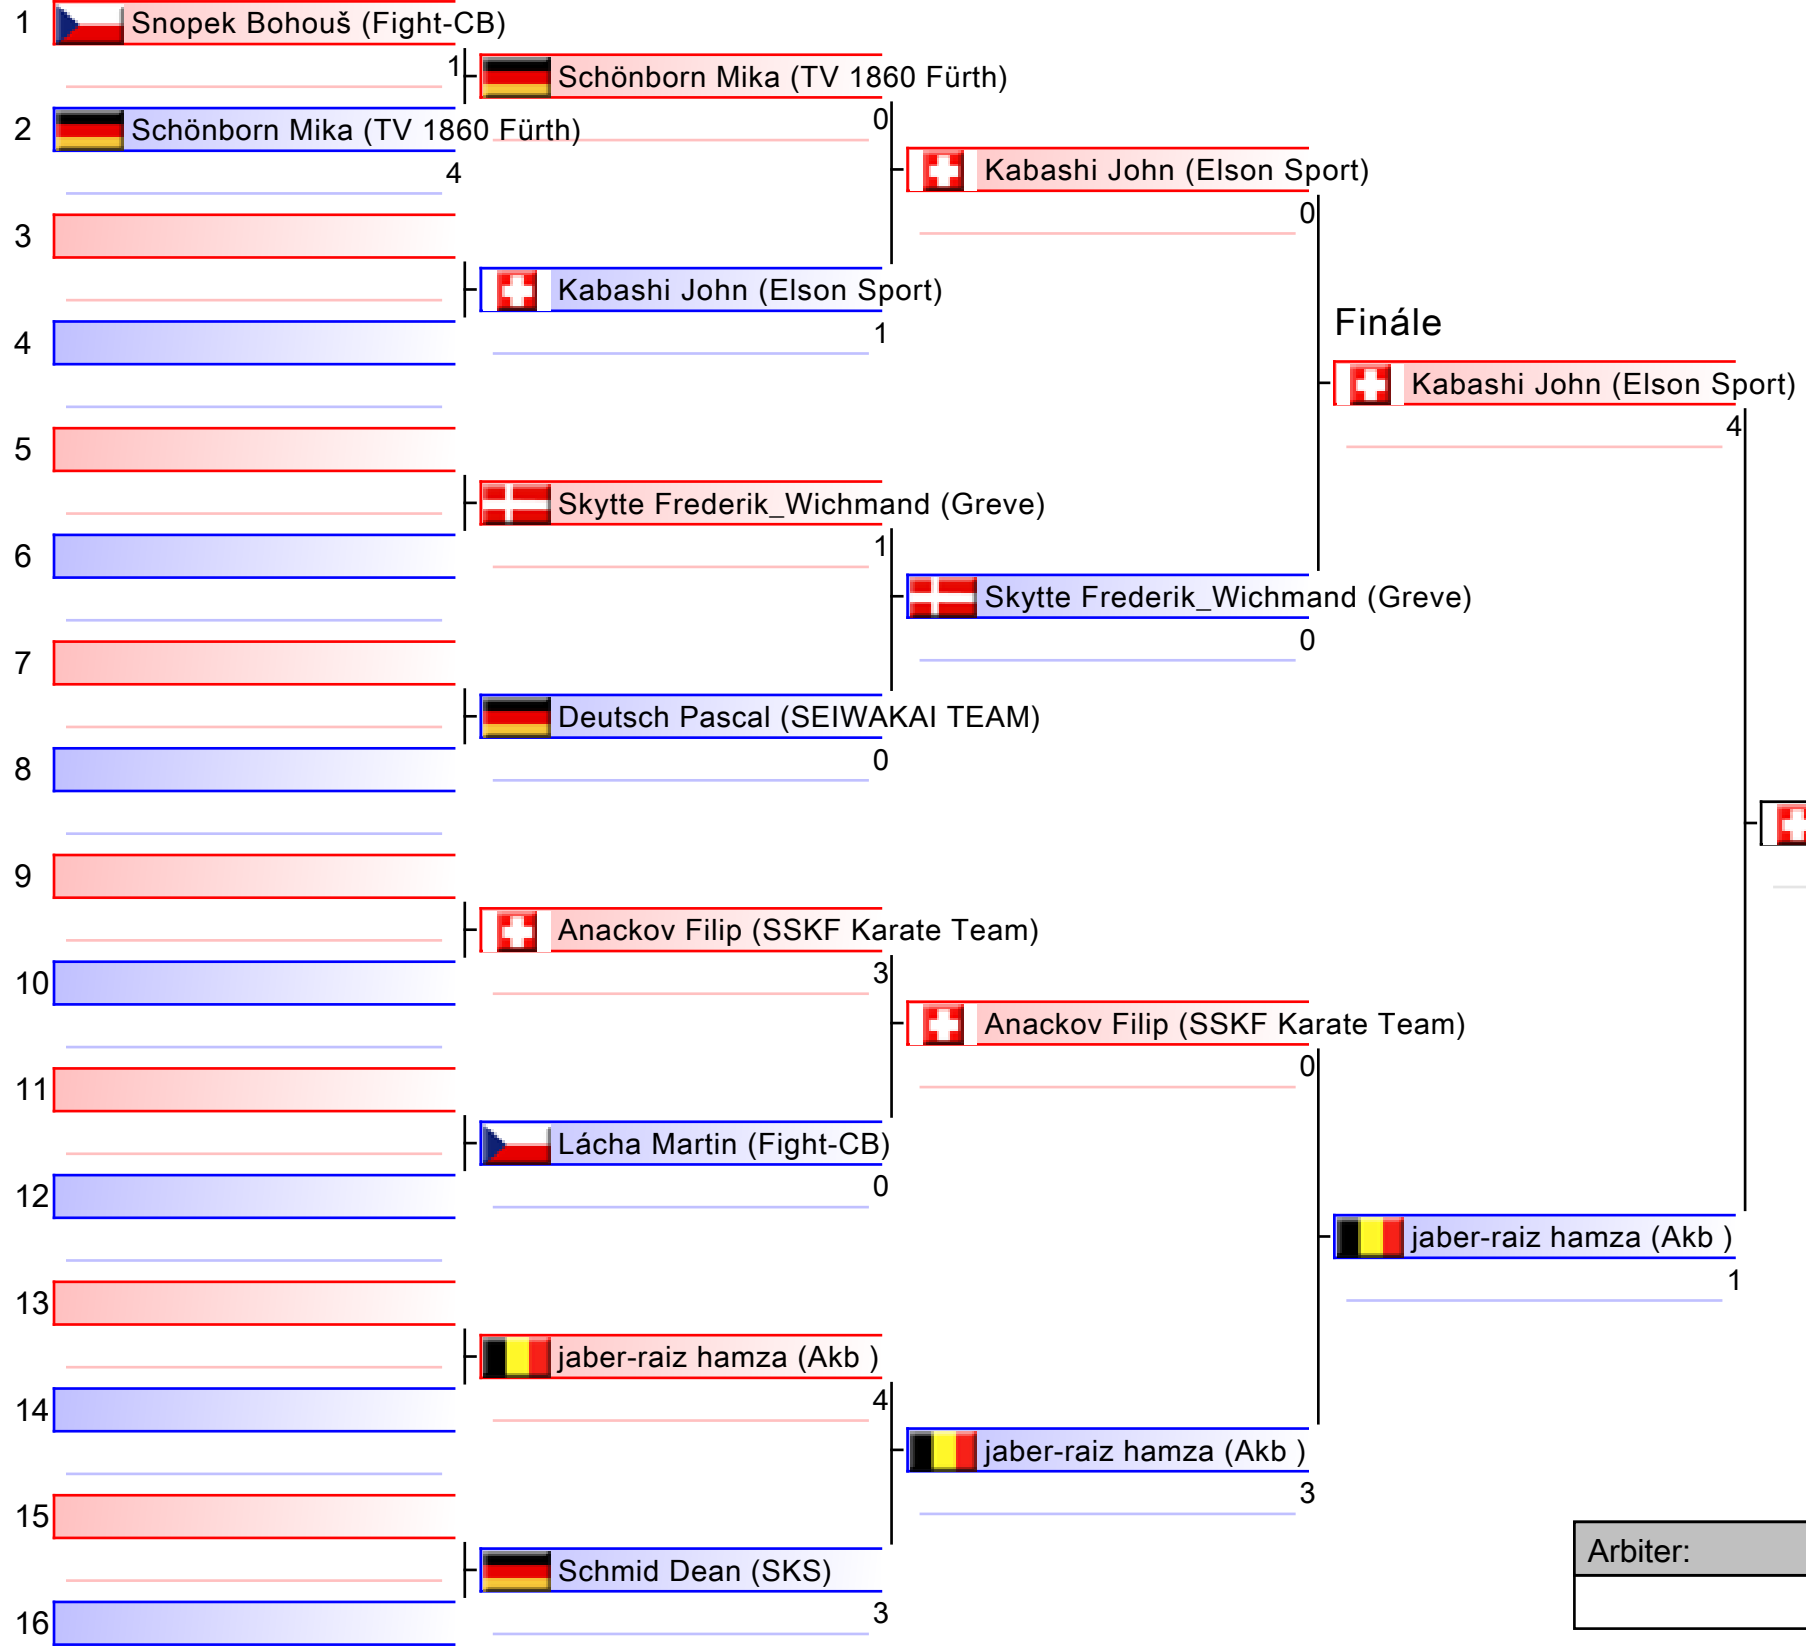 1 Snopek Bohouš (Fight-CB)
1
Schönborn Mika (TV 1860 Fürth)
0
2 Schönborn Mika (TV 1860 Fürth)
4
Kabashi John (Elson Sport)
0
3
Kabashi John (Elson Sport)
1
4
Finále
Kabashi John (Elson Sport)
4
5
Skytte Frederik_Wichmand (Greve)
1
6
Skytte Frederik_Wichmand (Greve)
0
7
Deutsch Pascal (SEIWAKAI TEAM)
0
8
9
Anackov Filip (SSKF Karate Team)
3
10
Anackov Filip (SSKF Karate Team)
0
11
Lácha Martin (Fight-CB)
0
12
jaber-raiz hamza (Akb )
1
13
jaber-raiz hamza (Akb )
4
14
jaber-raiz hamza (Akb )
3
15
Arbiter:
Schmid Dean (SKS)
3
16